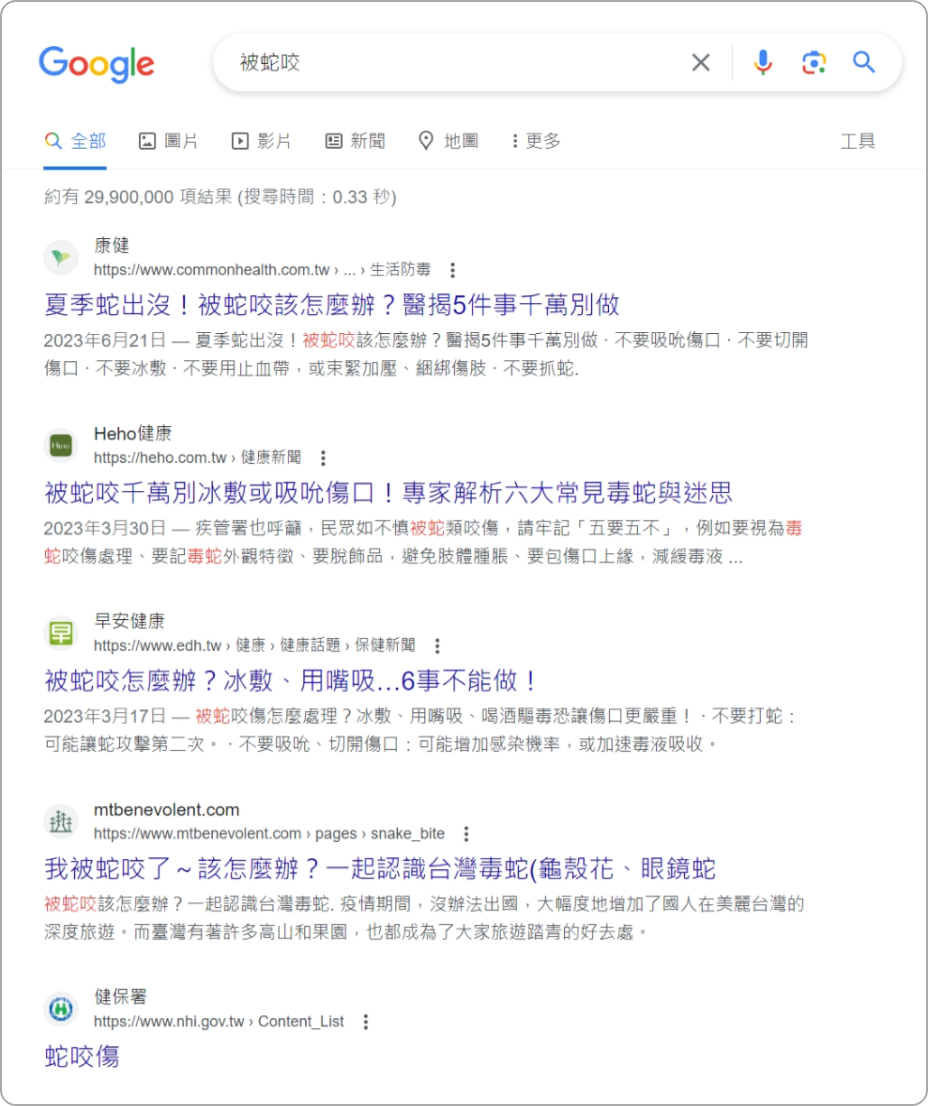 Google
被蛇咬
全部 圖片 影片 新聞 地圖 更多 工具
約有 29,900,000 項結果 (搜尋時間：0.33 秒)
康健
https://www.commonhealth.com.tw › ... › 生活防毒
夏季蛇出沒！被蛇咬該怎麼辦？醫揭5件事千萬別做
2023年6月21日 — 夏季蛇出沒！被蛇咬該怎麼辦？醫揭5件事千萬別做 · 不要吸吮傷口 · 不要切開
傷口 · 不要冰敷 · 不要用止血帶，或束緊加壓、綑綁傷肢 · 不要抓蛇.
Heho
Heho健康
https://heho.com.tw › 健康新聞
被蛇咬千萬別冰敷或吸吮傷口！專家解析六大常見毒蛇與迷思
2023年3月30日 — 疾管署也呼籲，民眾如不慎被蛇類咬傷，請牢記「五要五不」，例如要視為毒
蛇咬傷處理、要記毒蛇外觀特徵、要脫飾品，避免肢體腫脹、要包傷口上緣，減緩毒液 ...
早
早安健康
https://www.edh.tw › 健康 › 健康話題 › 保健新聞
被蛇咬怎麼辦？冰敷、用嘴吸...6事不能做！
2023年3月17日 — 被蛇咬傷怎麼處理？冰敷、用嘴吸、喝酒驅毒恐讓傷口更嚴重！ · 不要打蛇：
可能讓蛇攻擊第二次。 · 不要吸吮、切開傷口：可能增加感染機率，或加速毒液吸收。
mtbenevolent.com
https://www.mtbenevolent.com › pages › snake_bite
我被蛇咬了～該怎麼辦？一起認識台灣毒蛇(龜殼花、眼鏡蛇
被蛇咬該怎麼辦？一起認識台灣毒蛇. 疫情期間，沒辦法出國，大幅度地增加了國人在美麗台灣的
深度旅遊。而臺灣有著許多高山和果園，也都成為了大家旅遊踏青的好去處。
健保署
https://www.nhi.gov.tw › Content_List
蛇咬傷